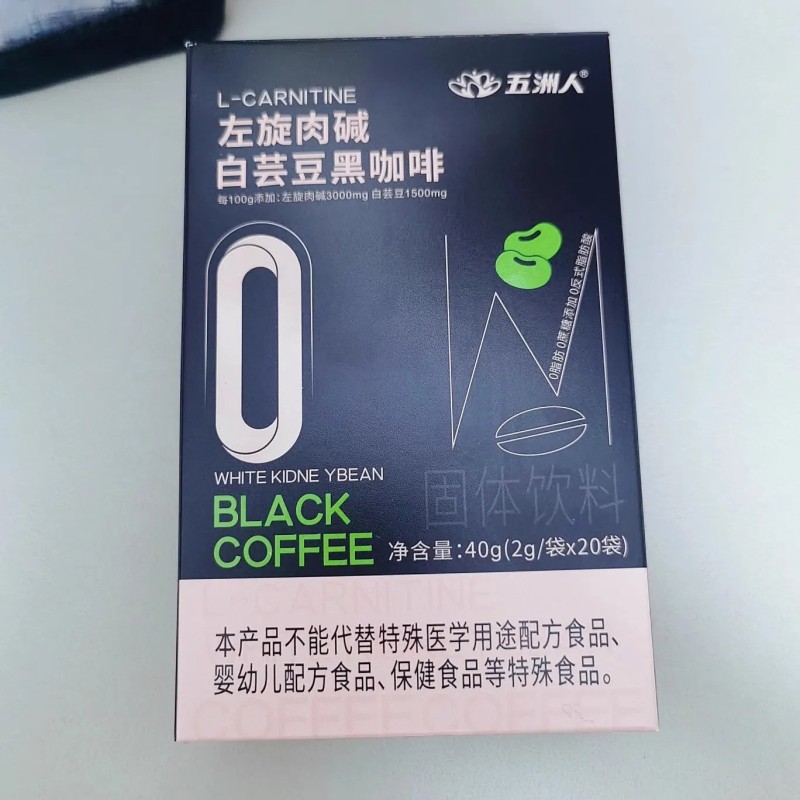 五洲人®
L-CARNITINE
左旋肉碱
白芸豆黑咖啡
每100g添加:左旋肉碱3000mg 白芸豆1500mg
0脂肪 0蔗糖添加 0反式脂肪酸
WHITE KIDNE YBEAN
BLACK
COFFEE
固体饮料
净含量:40g(2g/袋x20袋)
L-CARNITINE
本产品不能代替特殊医学用途配方食品、
婴幼儿配方食品、保健食品等特殊食品。
COFFEE COFFEE